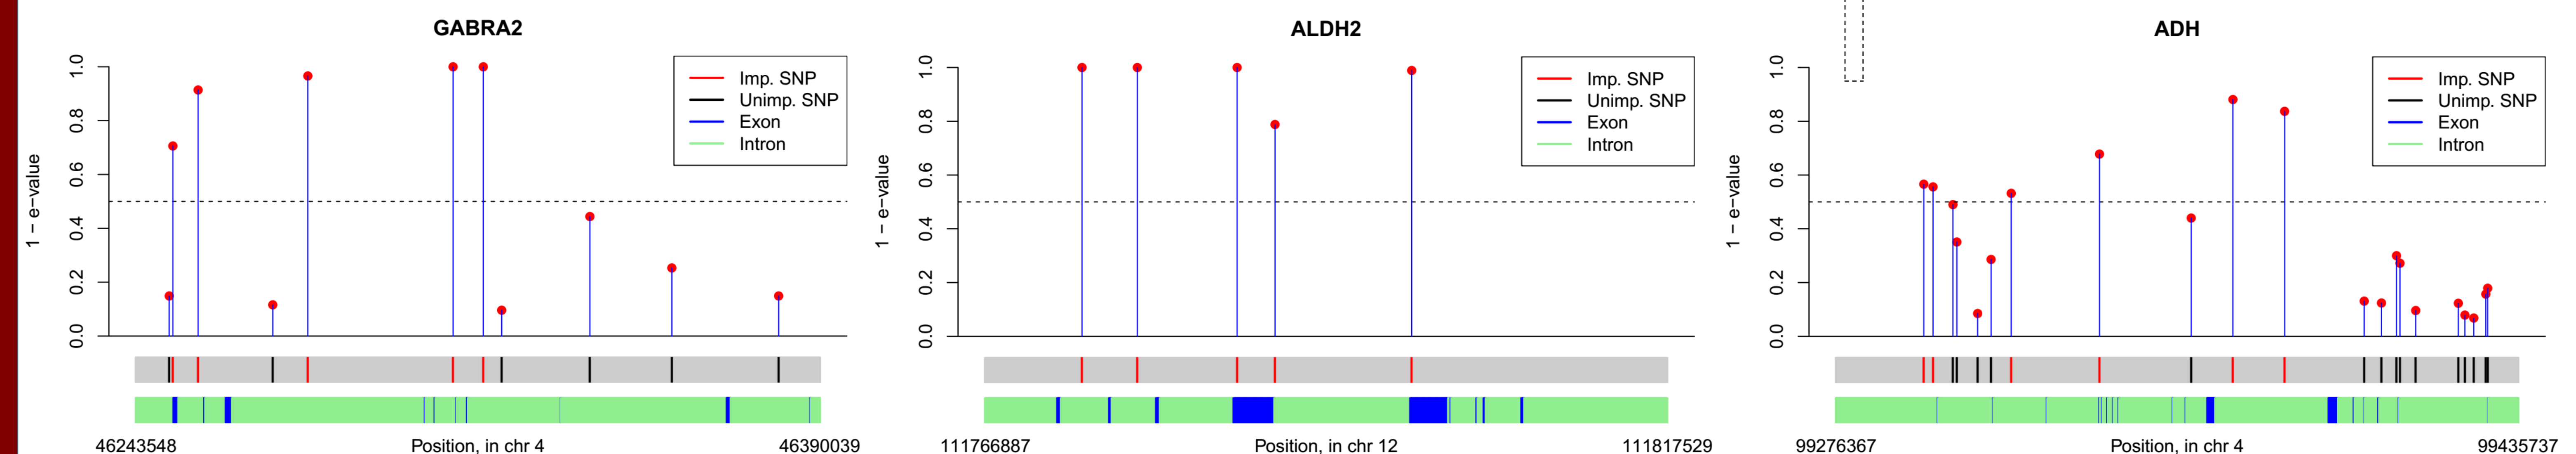 GABRA2
1 − e−value
1.0
0.8
0.6
0.4
0.2
0.0
Imp. SNP
Unimp. SNP
Exon
Intron
46243548
Position, in chr 4
46390039
ALDH2
1 − e−value
1.0
0.8
0.6
0.4
0.2
0.0
Imp. SNP
Unimp. SNP
Exon
Intron
111766887
Position, in chr 12
111817529
ADH
1 − e−value
1.0
0.8
0.6
0.4
0.2
0.0
Imp. SNP
Unimp. SNP
Exon
Intron
99276367
Position, in chr 4
99435737